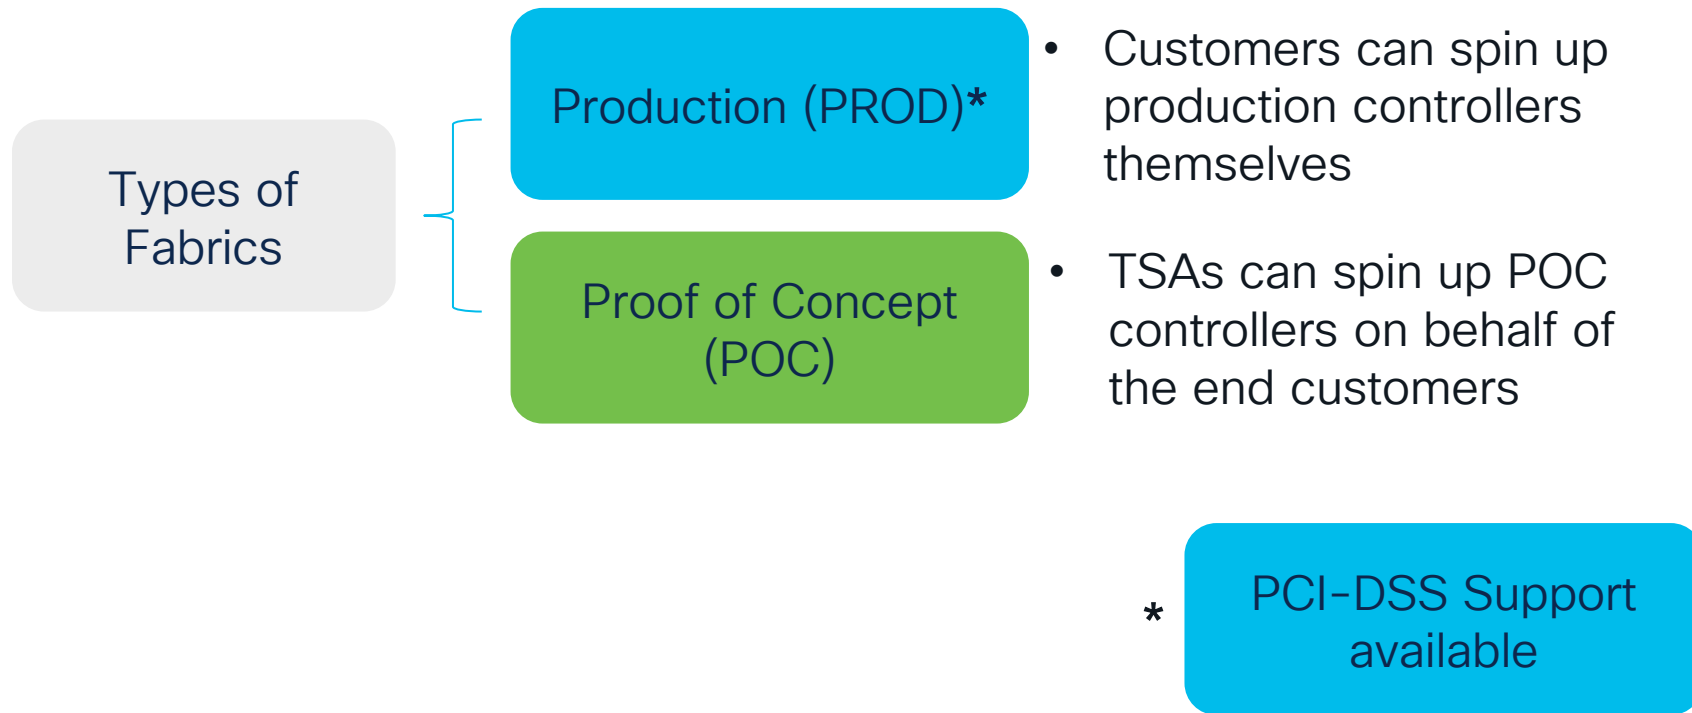 Types of
Fabrics
Production (PROD)*
• Customers can spin up
production controllers
themselves
Proof of Concept
(POC)
• TSAs can spin up POC
controllers on behalf of
the end customers
* PCI-DSS Support
available